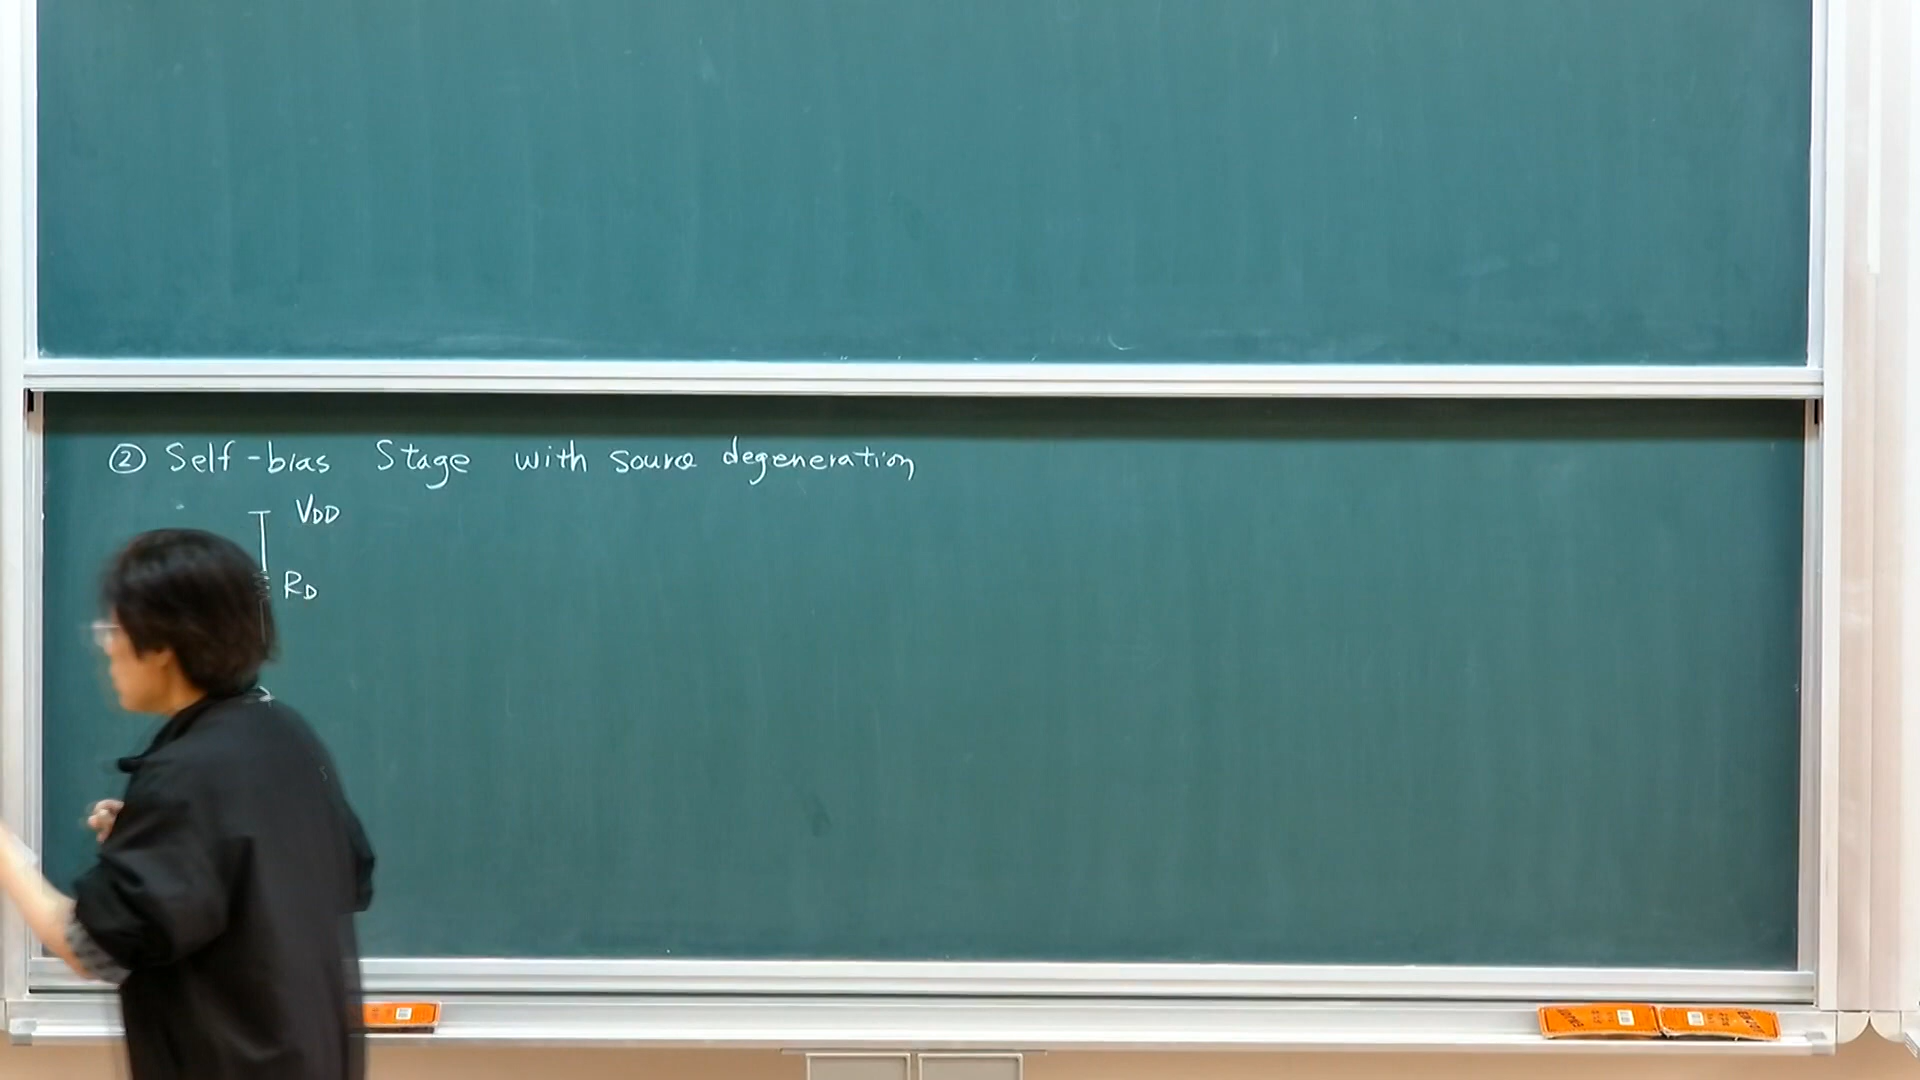 ② Self-bias Stage with source degeneration
VDD
RD